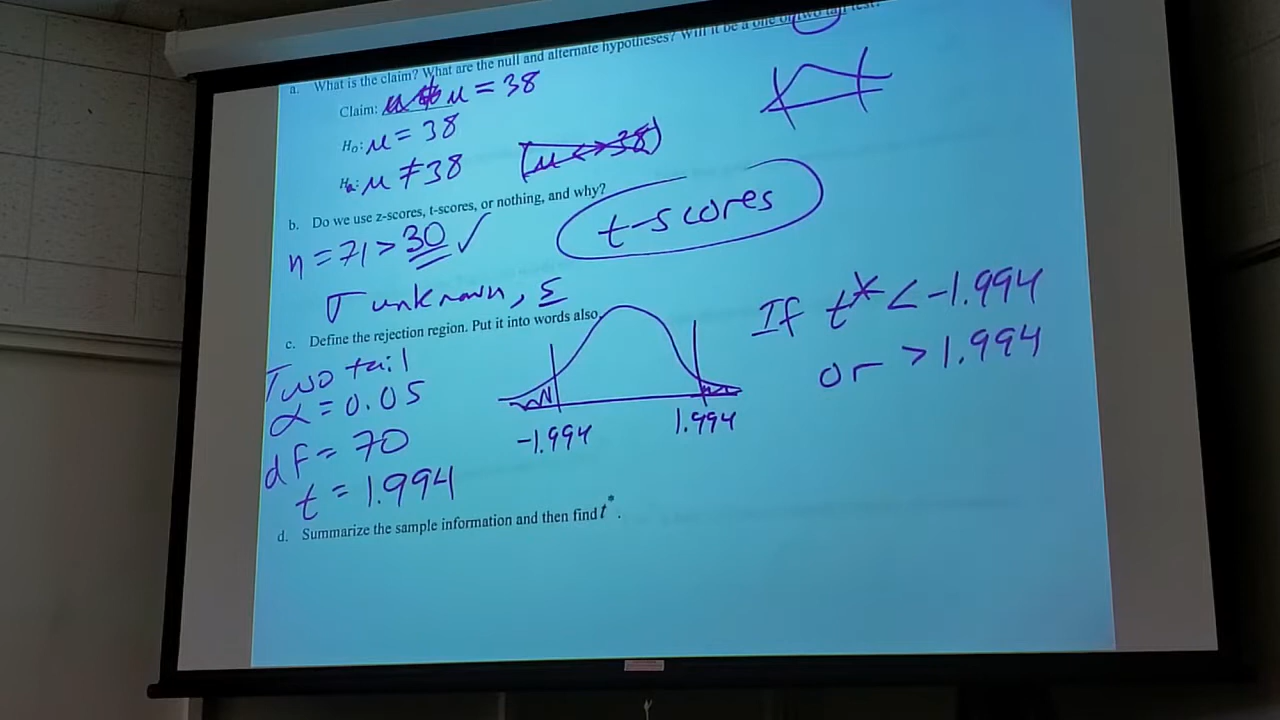 a. What is the claim? What are the null and alternate hypotheses? Will it be a one or two tail test?
Claim: μ = 38
H₀: μ = 38
Hₐ: μ ≠ 38
b. Do we use z-scores, t-scores, or nothing, and why?
n = 71 > 30 ✓
t-scores
σ unknown,
c. Define the rejection region. Put it into words also.
Two tail
α = 0.05
df = 70
t = 1.994
-1.994 1.994
If t* < -1.994
or > 1.994
d. Summarize the sample information and then find t*.